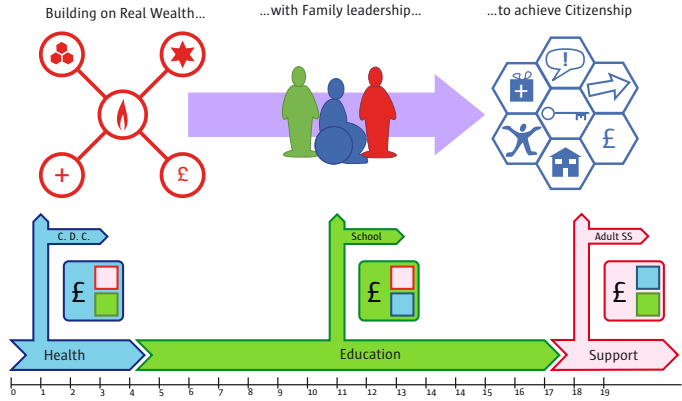 Building on Real Wealth...
...with Family leadership...
...to achieve Citizenship
!
+
£
+
£
C. D. C.
School
Adult SS
£
£
£
Health
Education
Support
0 1 2 3 4 5 6 7 8 9 10 11 12 13 14 15 16 17 18 19